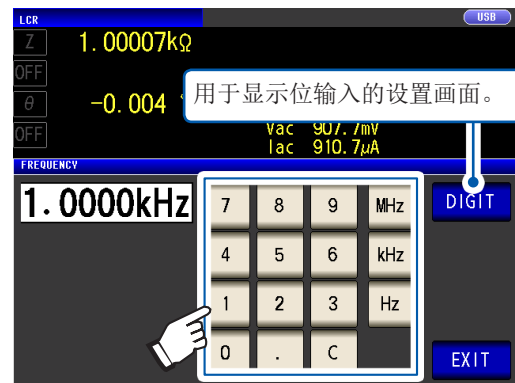 LCR
USB
Z 1.00007kΩ
OFF
θ -0.004 °
用于显示位输入的设置画面。
OFF
Vac 907.7mV
Iac 910.7μA
FREQUENCY
1.0000kHz
7 8 9 MHz
DIGIT
4 5 6 kHz
1 2 3 Hz
0 . C
EXIT